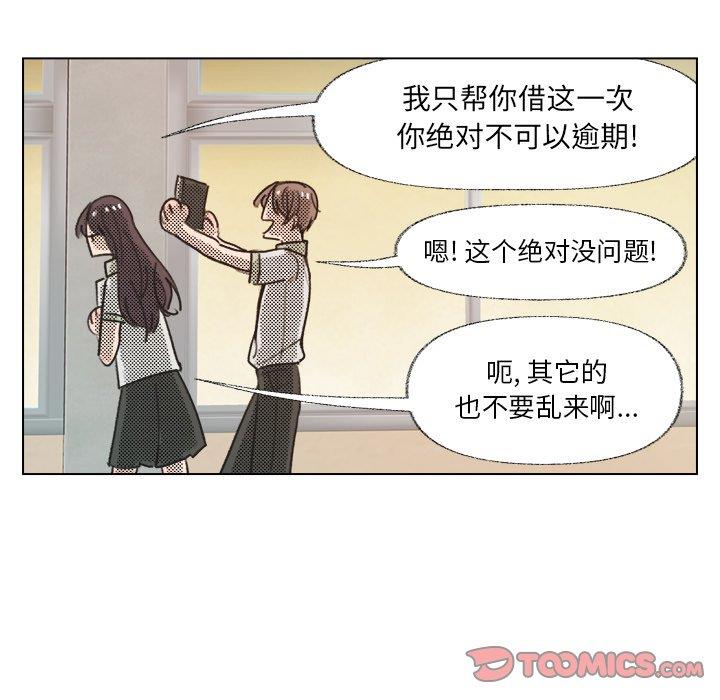 我只帮你借这一次
你绝对不可以逾期!
嗯! 这个绝对没问题!
呃, 其它的
也不要乱来啊...
TOOMICS.COM